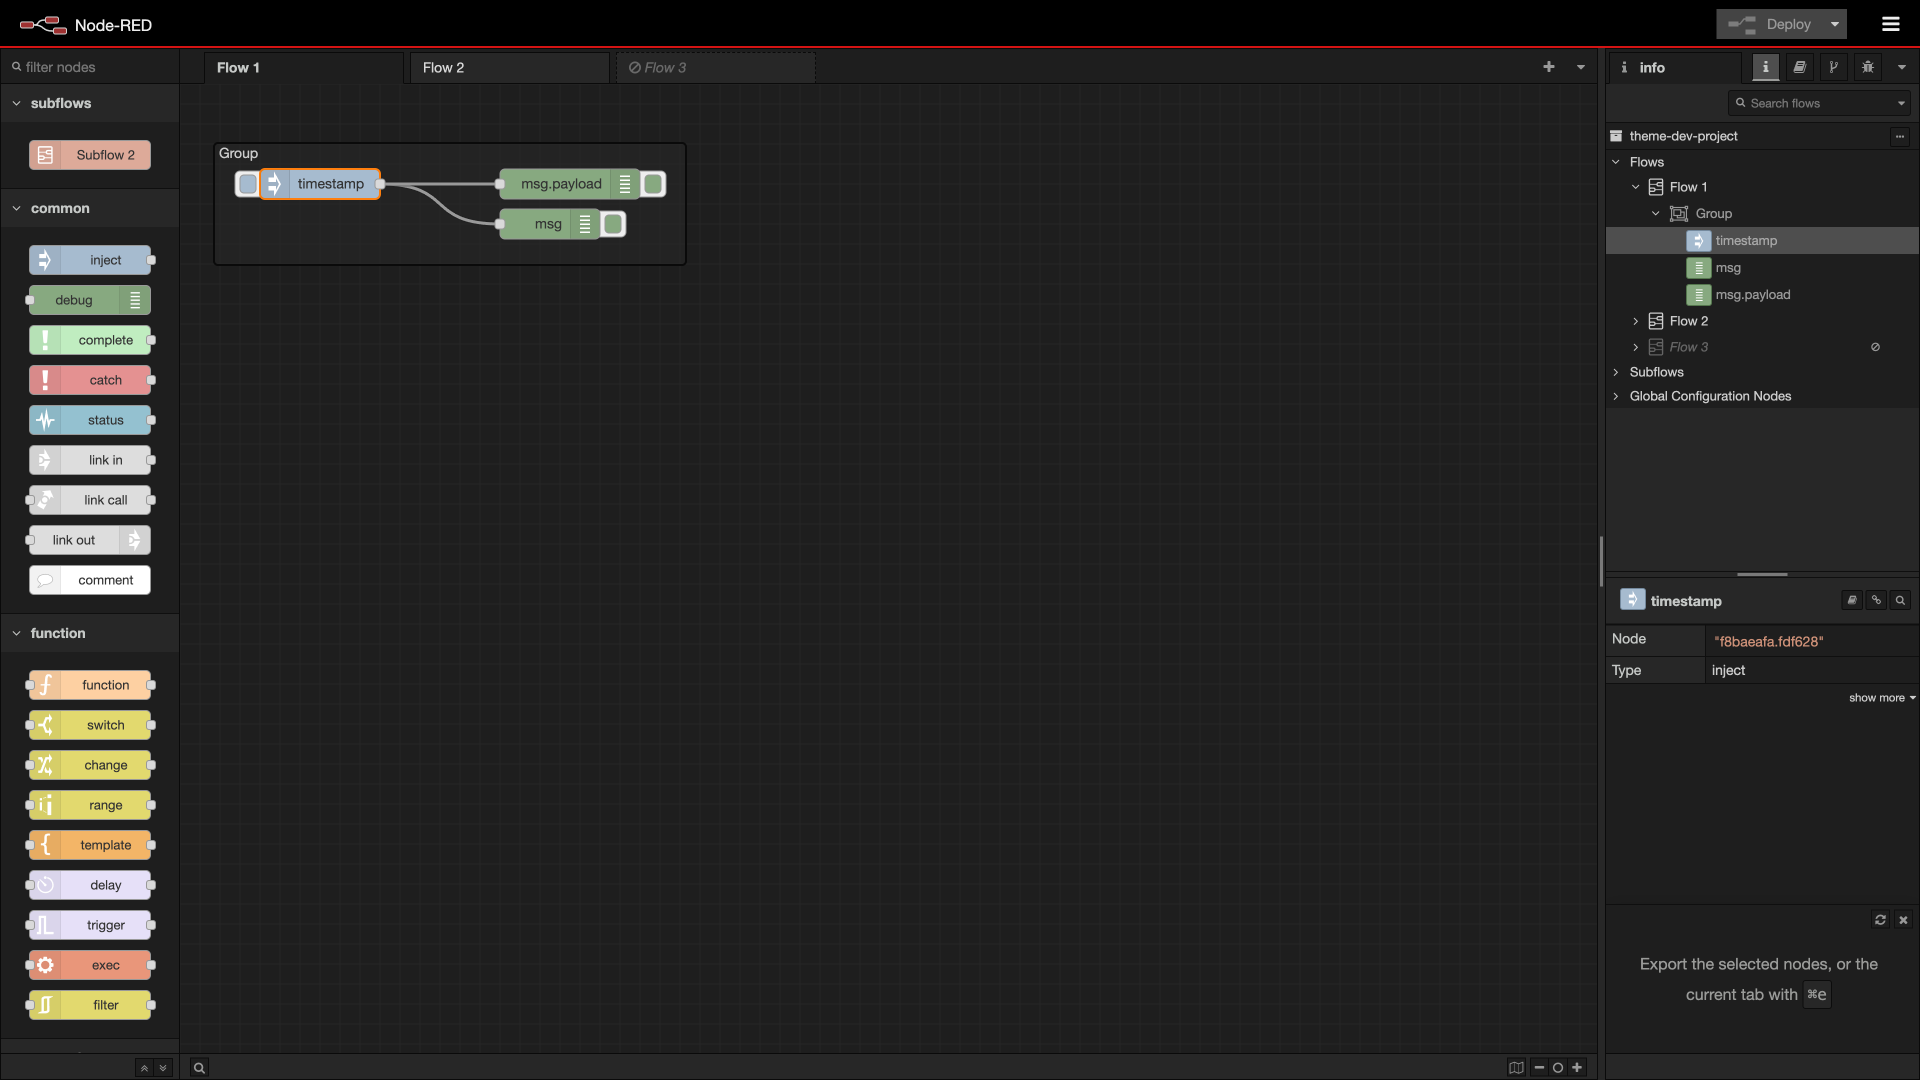 Node-RED
Deploy
filter nodes
Flow 1
Flow 2
Flow 3
info
Search flows
subflows
Subflow 2
common
inject
debug
complete
catch
status
link in
link call
link out
comment
function
function
switch
change
range
template
delay
trigger
exec
filter
Group
timestamp
msg.payload
msg
theme-dev-project
Flows
Flow 1
Group
timestamp
msg
msg.payload
Flow 2
Flow 3
Subflows
Global Configuration Nodes
timestamp
Node "f8baeafa.fdf628"
Type inject
show more
Export the selected nodes, or the
current tab with ⌘e